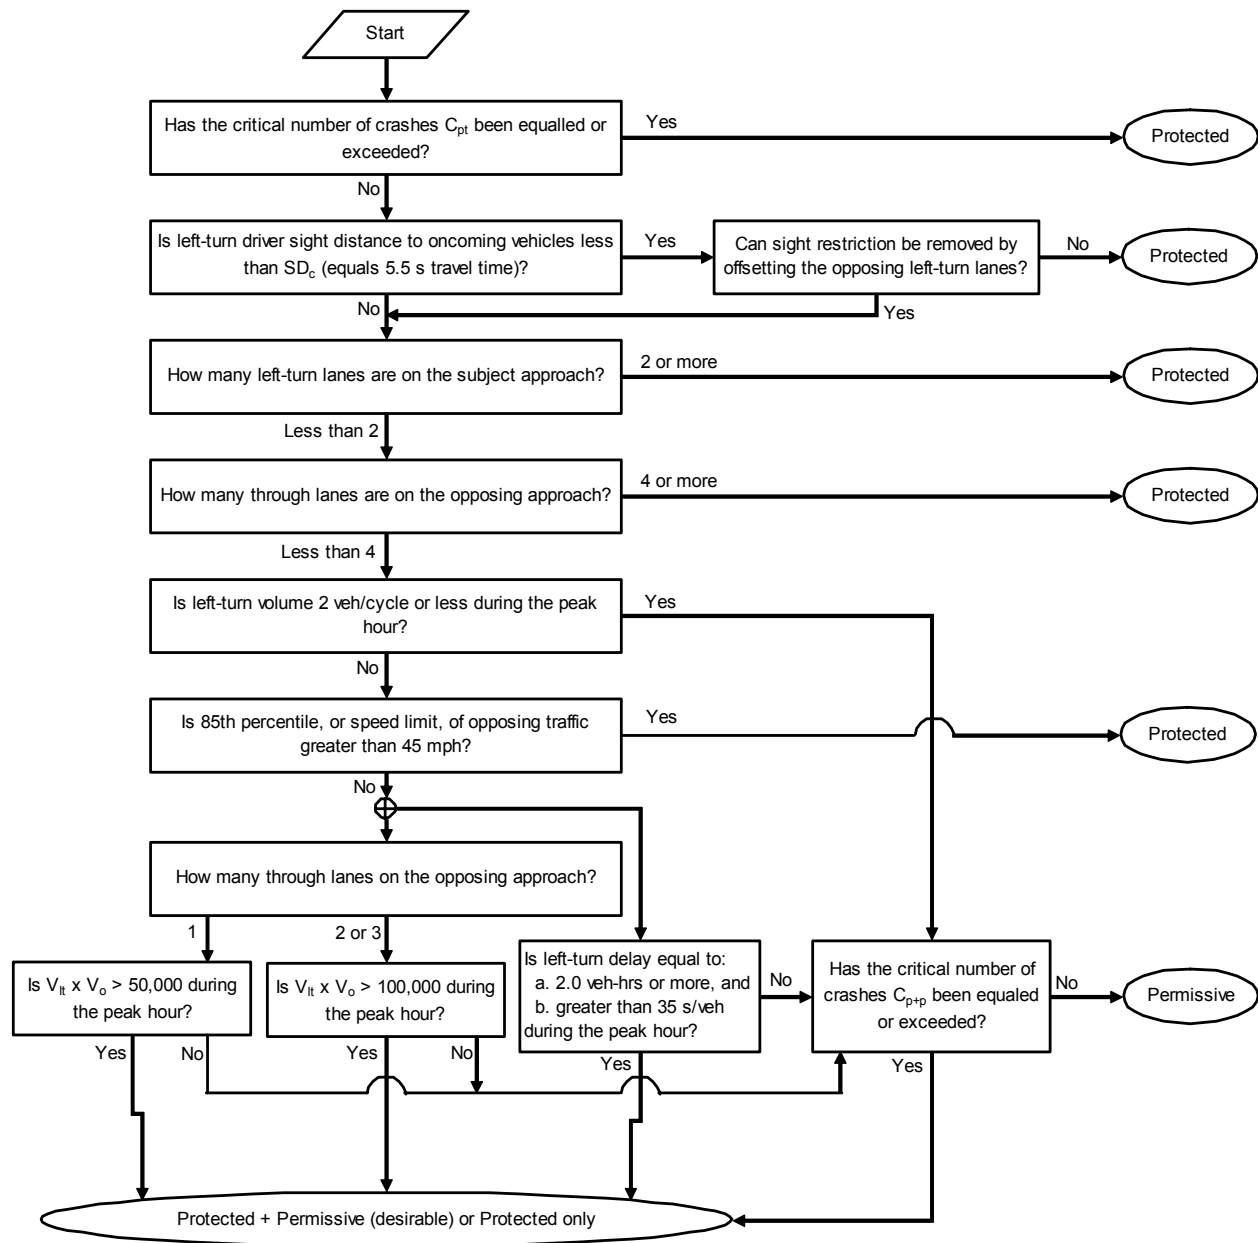 Start
Has the critical number of crashes Cpt been equalled or
exceeded?
Yes
Protected
No
Is left-turn driver sight distance to oncoming vehicles less
than SDc (equals 5.5 s travel time)?
Yes
Can sight restriction be removed by
offsetting the opposing left-turn lanes?
No
Protected
No
Yes
How many left-turn lanes are on the subject approach?
2 or more
Protected
Less than 2
How many through lanes are on the opposing approach?
4 or more
Protected
Less than 4
Is left-turn volume 2 veh/cycle or less during the peak
hour?
Yes
No
Is 85th percentile, or speed limit, of opposing traffic
greater than 45 mph?
Yes
Protected
No
How many through lanes on the opposing approach?
1
2 or 3
Is Vlt x Vo > 50,000 during
the peak hour?
Is Vlt x Vo > 100,000 during
the peak hour?
Is left-turn delay equal to:
a. 2.0 veh-hrs or more, and
b. greater than 35 s/veh
during the peak hour?
No
Has the critical number of
crashes Cp+p been equaled
or exceeded?
No
Permissive
Yes
No
Yes
No
Yes
Yes
Protected + Permissive (desirable) or Protected only